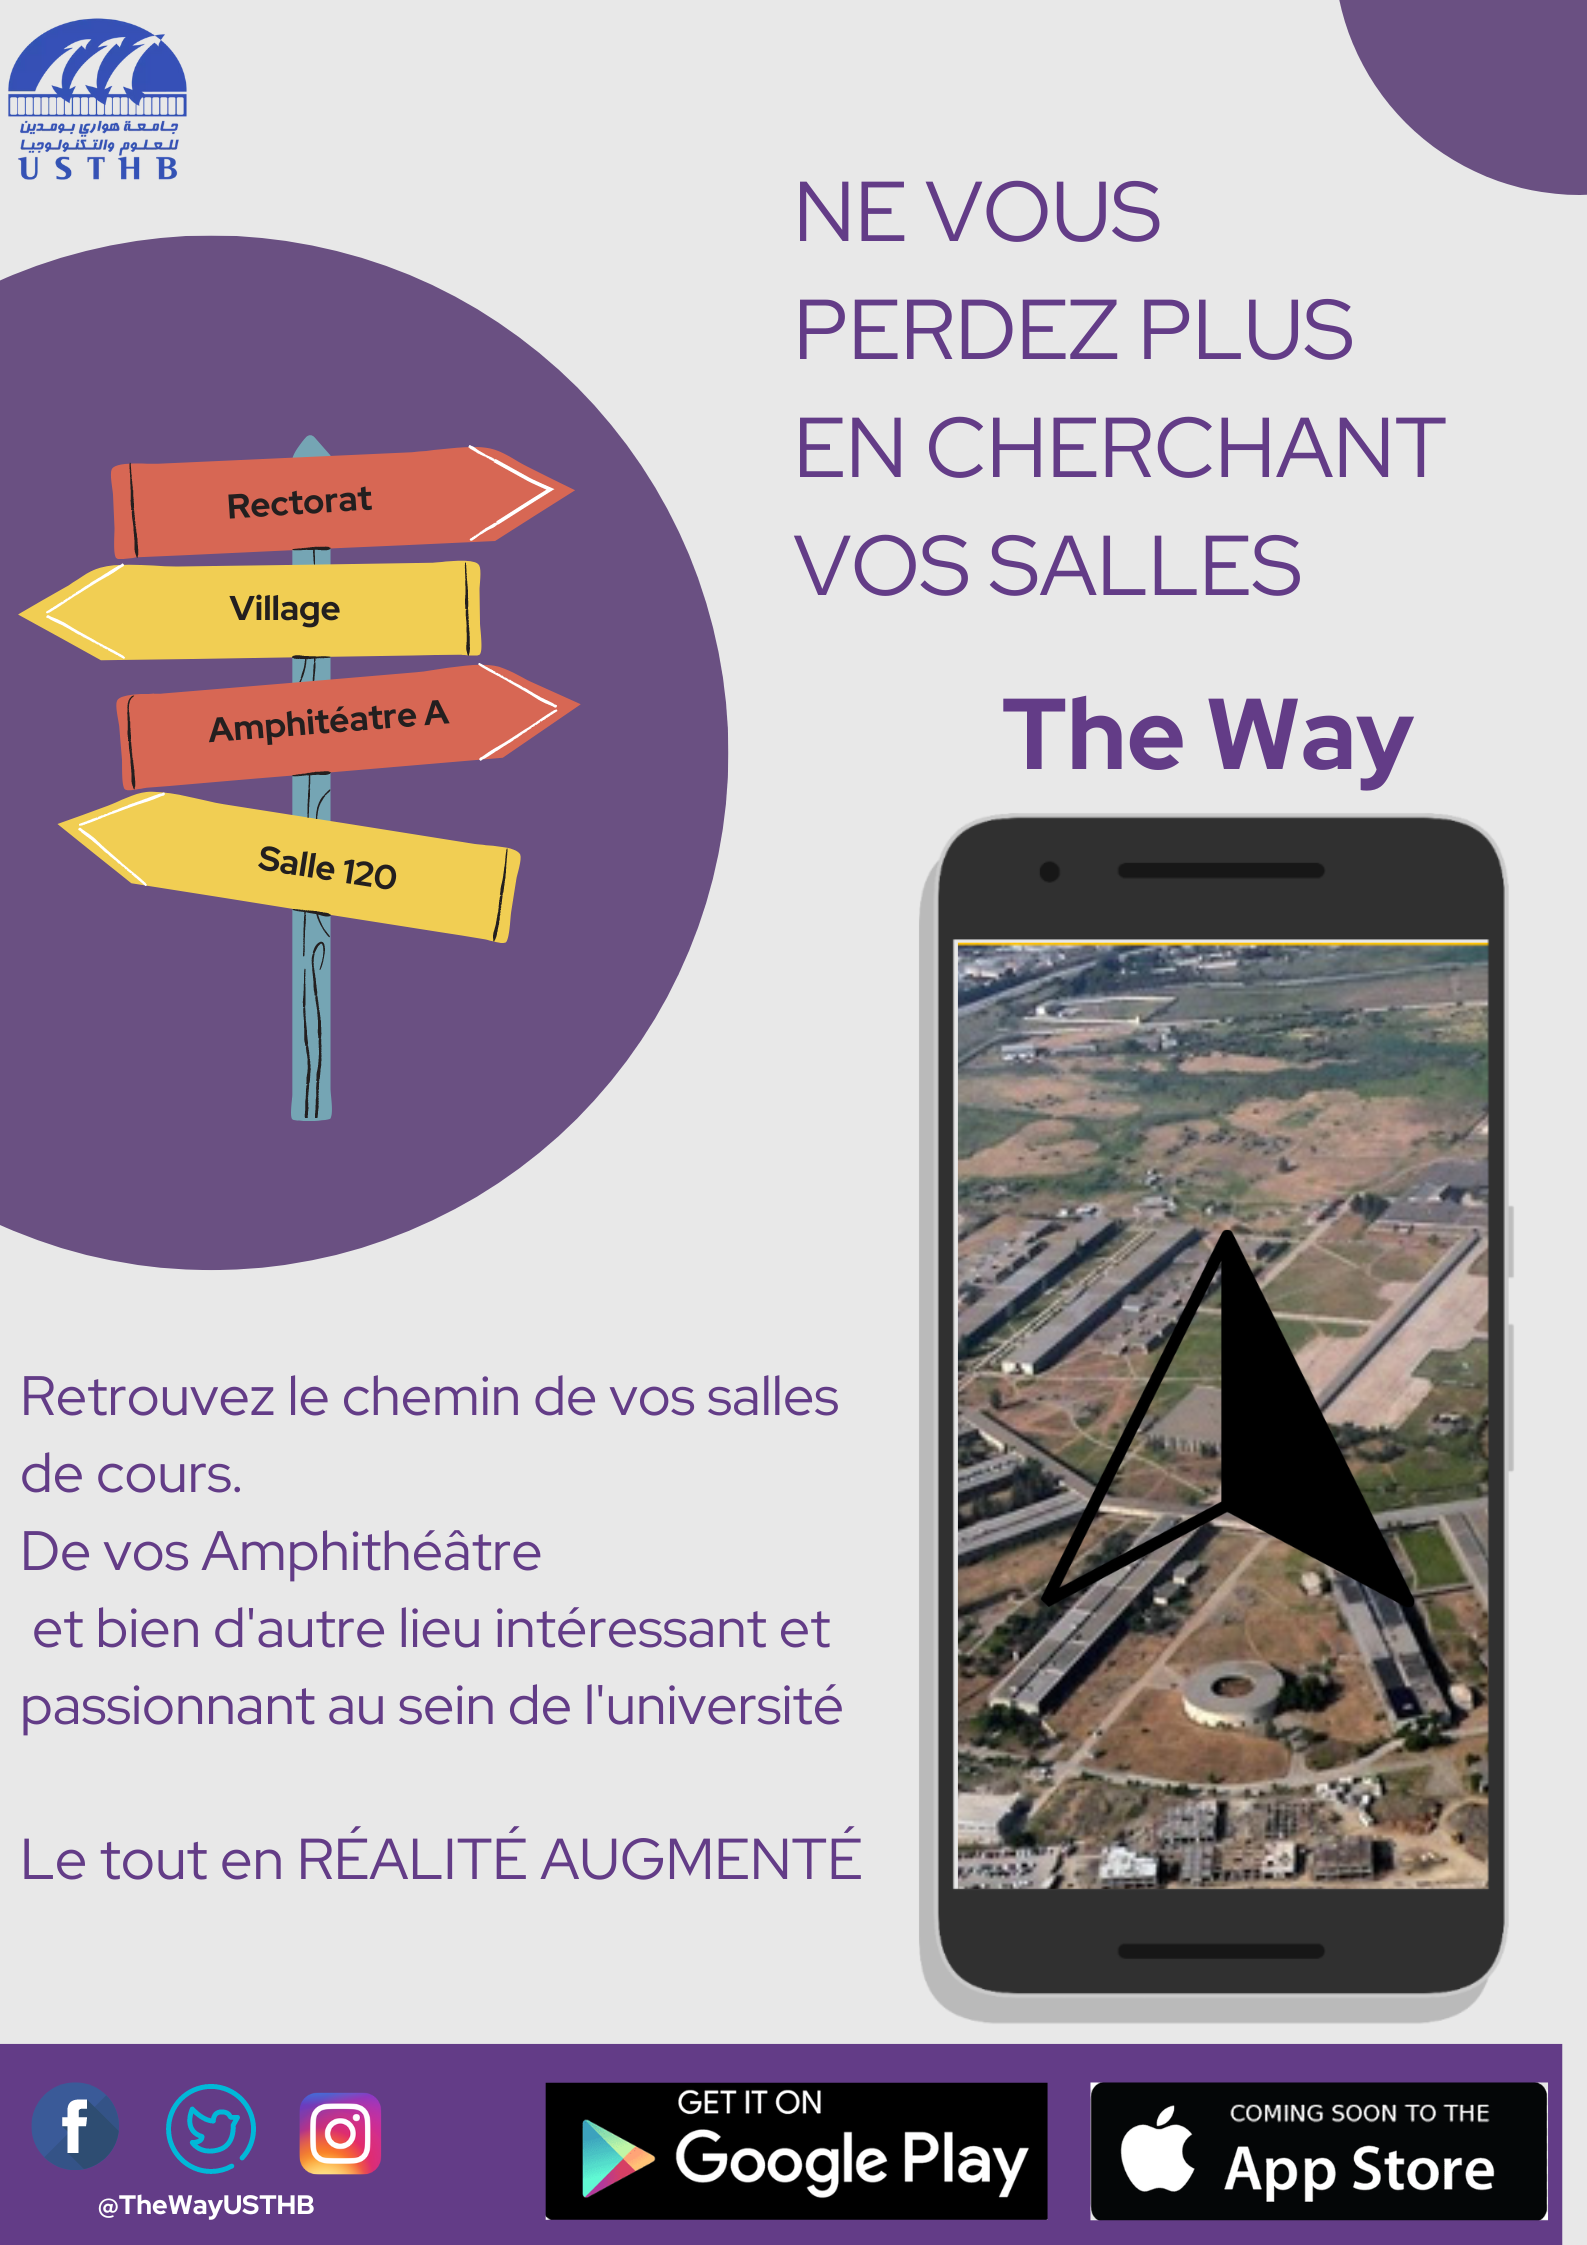 جامعة هواري بومدين
للعلوم والتكنولوجيا
USTHB
NE VOUS
PERDEZ PLUS
EN CHERCHANT
VOS SALLES
The Way
Rectorat
Village
Amphitéatre A
Salle 120
Retrouvez le chemin de vos salles
de cours.
De vos Amphithéâtre
et bien d'autre lieu intéressant et
passionnant au sein de l'université
Le tout en RÉALITÉ AUGMENTÉ
@TheWayUSTHB
GET IT ON
Google Play
COMING SOON TO THE
App Store